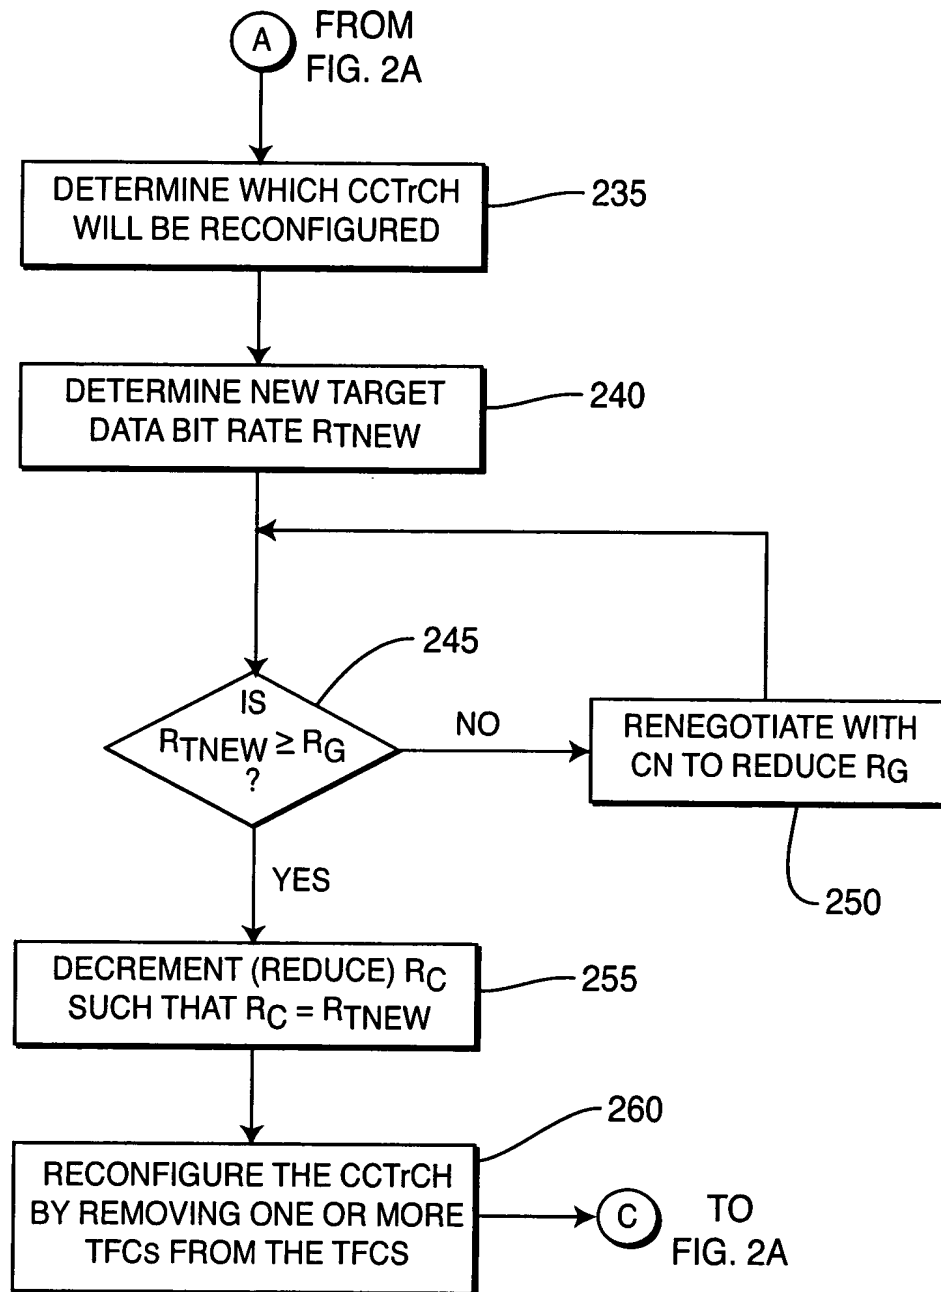 A
FROM
FIG. 2A
DETERMINE WHICH CCTrCH
WILL BE RECONFIGURED
235
DETERMINE NEW TARGET
DATA BIT RATE RTNEW
240
245
IS
RTNEW ≥ RG
?
NO
RENEGOTIATE WITH
CN TO REDUCE RG
250
YES
DECREMENT (REDUCE) RC
SUCH THAT RC = RTNEW
255
260
RECONFIGURE THE CCTrCH
BY REMOVING ONE OR MORE
TFCs FROM THE TFCS
C
TO
FIG. 2A